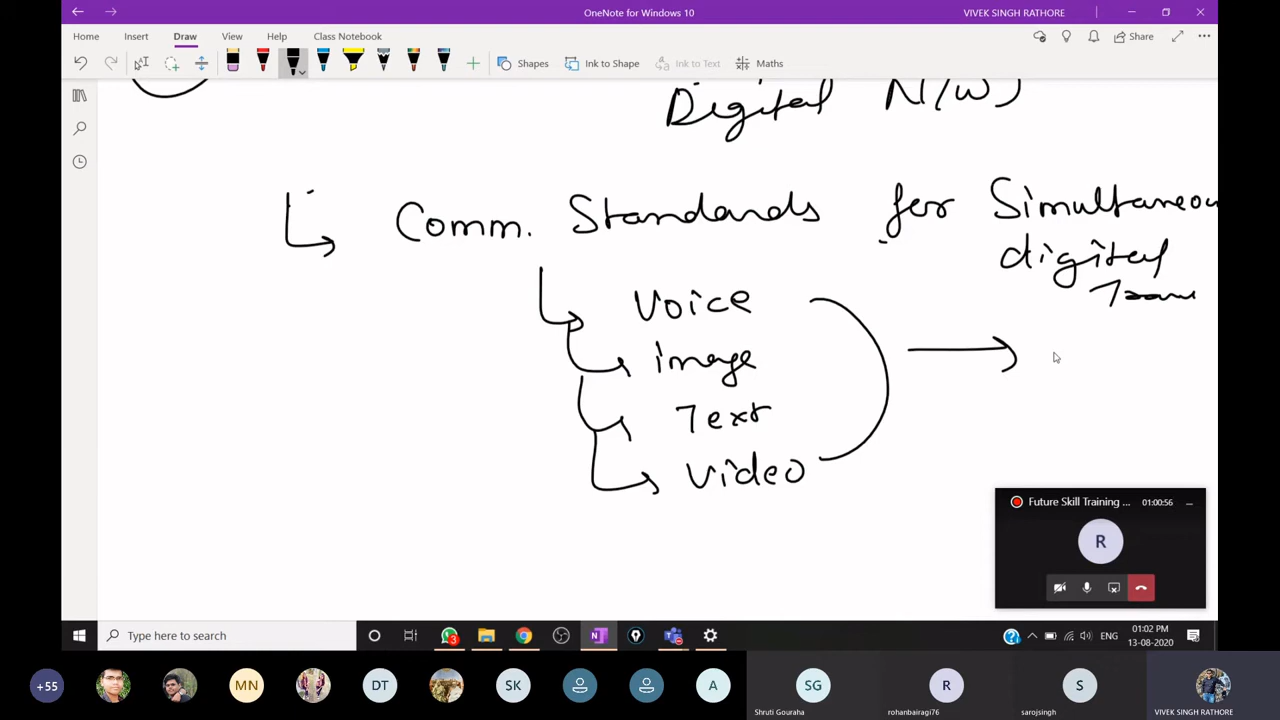 OneNote for Windows 10
VIVEK SINGH RATHORE
Home Insert Draw View Help Class Notebook
Share
Shapes Ink to Shape Ink to Text Maths
Digital N/W)
Comm. Standards for Simultaneou
digital
Trans
Voice
image
Text
Video
Future Skill Training ... 01:00:56
R
Type here to search
3
ENG
01:02 PM
13-08-2020
+55 MN DT SK A SG R S
Shruti Gouraha rohanbairagi76 sarojsingh VIVEK SINGH RATHORE